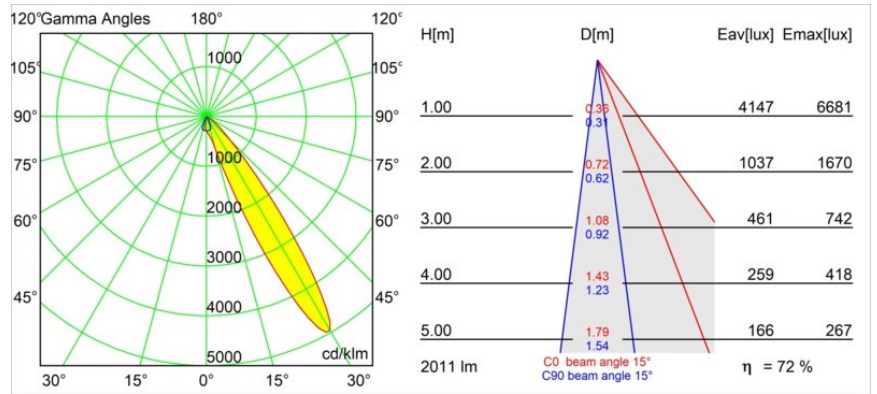 120° Gamma Angles 180° 120°
105° 1000 105°
90° 0 90°
75° 1000 75°
60° 2000 60°
3000
45° 4000 45°
5000 cd/klm
30° 15° 0° 15° 30°
H[m] D[m] Eav[lux] Emax[lux]
1.00 0.36 4147 6681
0.31
2.00 0.72 1037 1670
0.62
3.00 1.08 461 742
0.92
4.00 1.43 259 418
1.23
5.00 1.79 166 267
1.54
2011 lm C0 beam angle 15° η = 72 %
C90 beam angle 15°